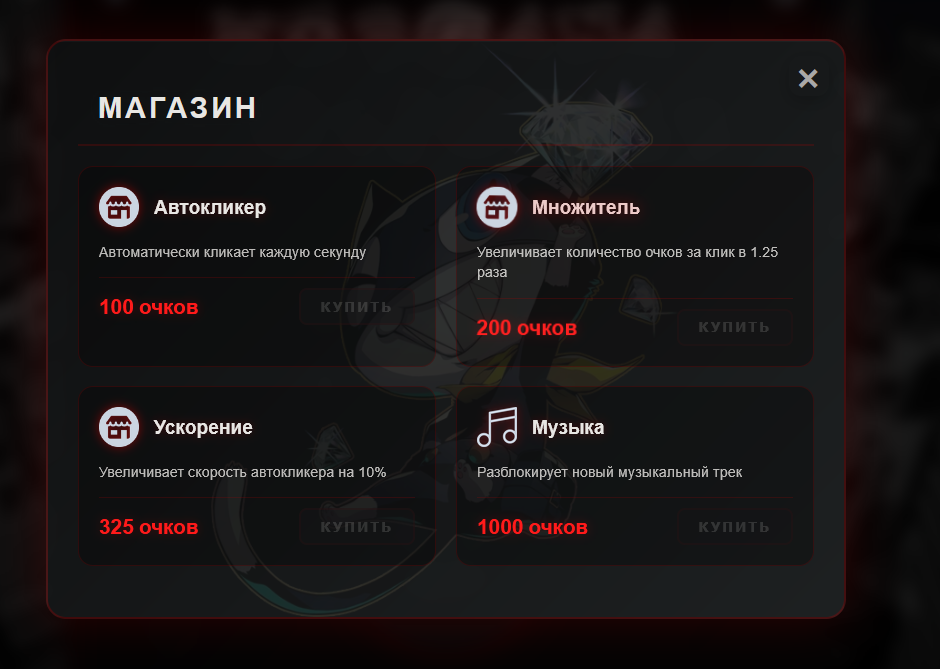 МАГАЗИН
Автокликер
Автоматически кликает каждую секунду
100 очков
КУПИТЬ
Множитель
Увеличивает количество очков за клик в 1.25
раза
200 очков
КУПИТЬ
Ускорение
Увеличивает скорость автокликера на 10%
325 очков
КУПИТЬ
Музыка
Разблокирует новый музыкальный трек
1000 очков
КУПИТЬ